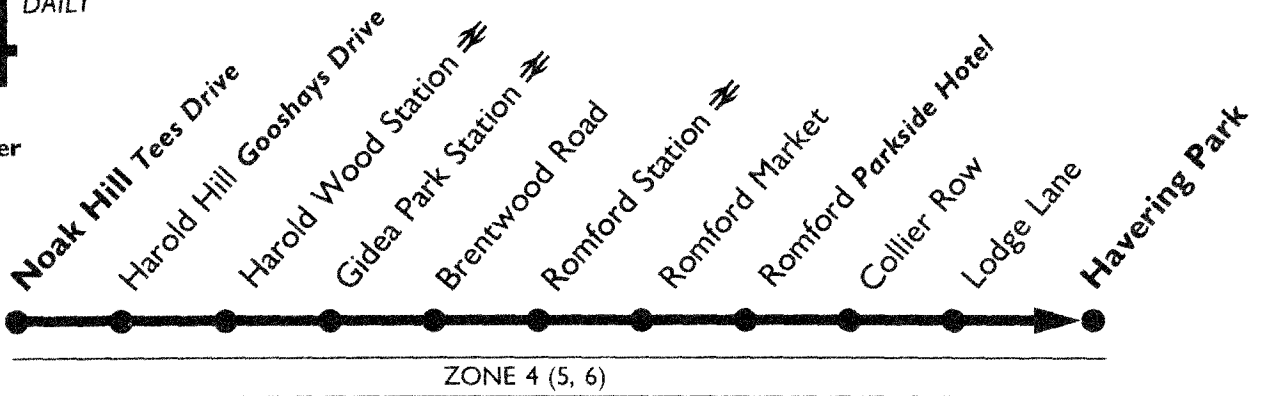 4
DAILY
er
Noak Hill Tees Drive
Harold Hill Gooshays Drive
Harold Wood Station
Gidea Park Station
Brentwood Road
Romford Station
Romford Market
Romford Parkside Hotel
Collier Row
Lodge Lane
Havering Park
ZONE 4 (5, 6)